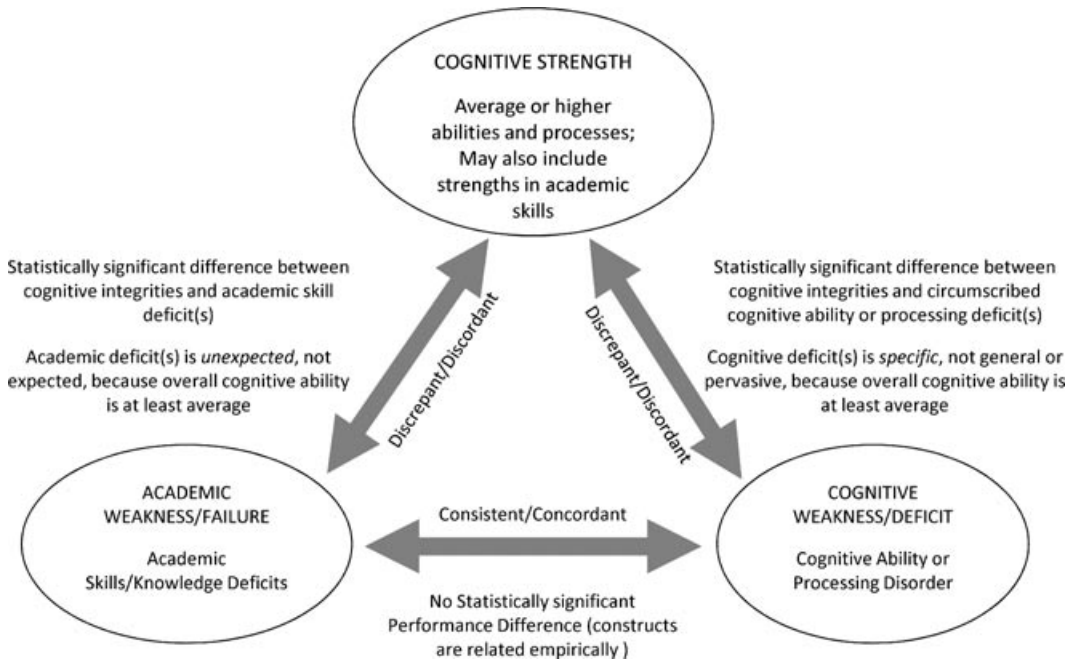 COGNITIVE STRENGTH
Average or higher
abilities and processes;
May also include
strengths in academic
skills
Statistically significant difference between
cognitive integrities and academic skill
deficit(s)
Academic deficit(s) is unexpected, not
expected, because overall cognitive ability
is at least average
Discrepant/Discordant
Discrepant/Discordant
Statistically significant difference between
cognitive integrities and circumscribed
cognitive ability or processing deficit(s)
Cognitive deficit(s) is specific, not general or
pervasive, because overall cognitive ability is
at least average
ACADEMIC
WEAKNESS/FAILURE
Academic
Skills/Knowledge Deficits
Consistent/Concordant
No Statistically significant
Performance Difference (constructs
are related empirically )
COGNITIVE
WEAKNESS/DEFICIT
Cognitive Ability or
Processing Disorder